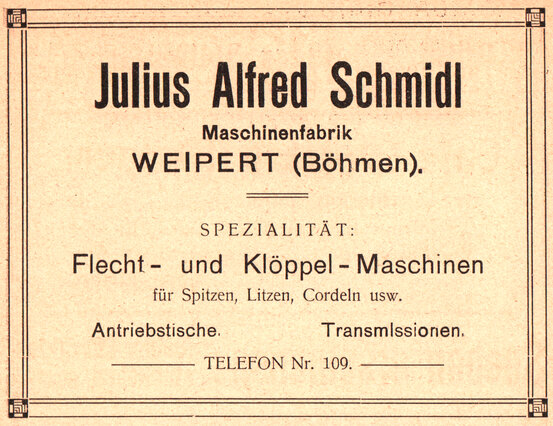 Julius Alfred Schmidl
Maschinenfabrik
WEIPERT (Böhmen).
SPEZIALITÄT:
Flecht- und Klöppel-Maschinen
für Spitzen, Litzen, Cordeln usw.
Antriebstische. Transmlssionen.
TELEFON Nr. 109.